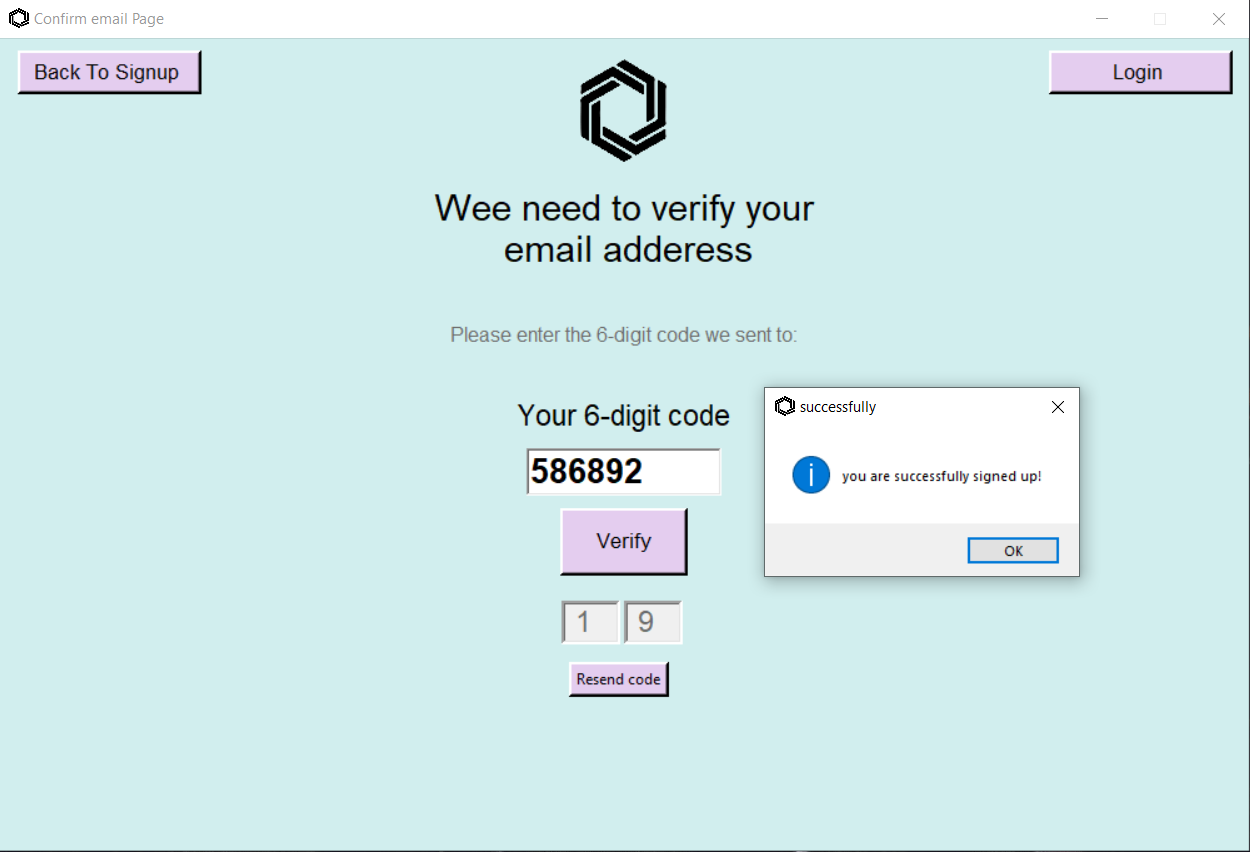 Confirm email Page
Back To Signup
Login
Wee need to verify your
email adderess
Please enter the 6-digit code we sent to:
Your 6-digit code
586892
Verify
1 9
Resend code
successfully
you are successfully signed up!
OK